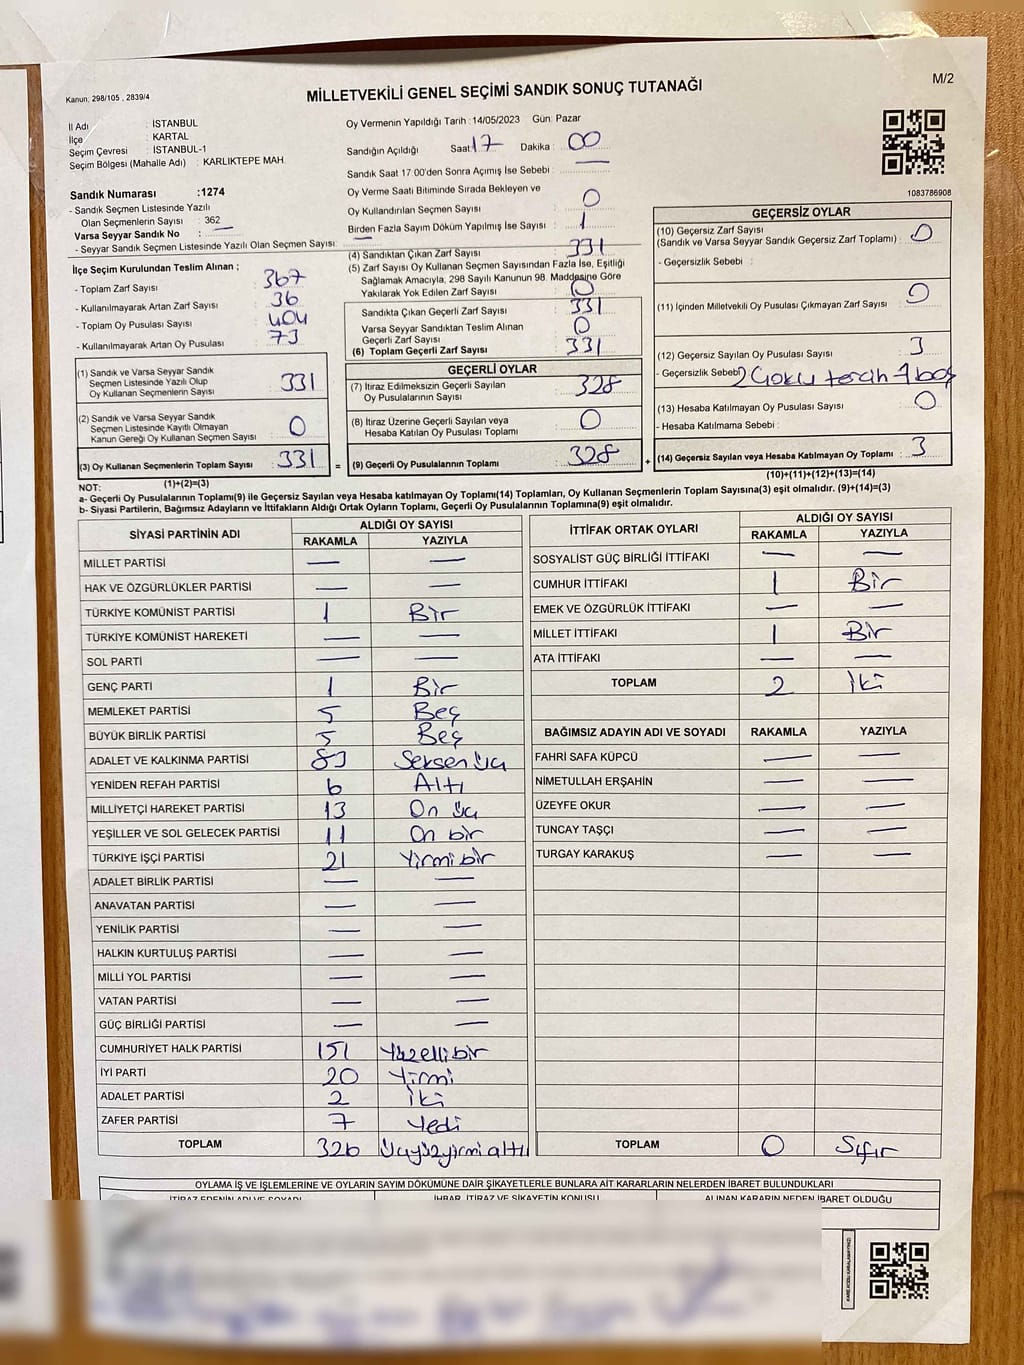 Kanun: 298/105 , 2839/4
MİLLETVEKİLİ GENEL SEÇİMİ SANDIK SONUÇ TUTANAĞI
M/2
İl Adı : İSTANBUL
İlçe : KARTAL
Seçim Çevresi : İSTANBUL-1
Seçim Bölgesi (Mahalle Adı) : KARLIKTEPE MAH.
Oy Vermenin Yapıldığı Tarih :14/05/2023 Gün: Pazar
Sandığın Açıldığı Saat 17 Dakika : 00
Sandık Saat 17 00'den Sonra Açımış İse Sebebi : —
Sandık Numarası :1274
- Sandık Seçmen Listesinde Yazılı
Olan Seçmenlerin Sayısı : 362
Varsa Seyyar Sandık No : —
- Seyyar Sandık Seçmen Listesinde Yazılı Olan Seçmen Sayısı:
Oy Verme Saati Bitiminde Sırada Bekleyen ve
Oy Kullandırılan Seçmen Sayısı 0
Birden Fazla Sayım Döküm Yapılmış İse Sayısı : 1
1083786908
İlçe Seçim Kurulundan Teslim Alınan ;
- Toplam Zarf Sayısı : 367
- Kullanılmayarak Artan Zarf Sayısı : 36
- Toplam Oy Pusulası Sayısı : 404
- Kullanılmayarak Artan Oy Pusulası : 73
(4) Sandıktan Çıkan Zarf Sayısı : 331
(5) Zarf Sayısı Oy Kullanan Seçmen Sayısından Fazla İse, Eşitliği
Sağlamak Amacıyla, 298 Sayılı Kanunun 98. Maddesine Göre
Yakılarak Yok Edilen Zarf Sayısı : 0
Sandıkta Çıkan Geçerli Zarf Sayısı : 331
Varsa Seyyar Sandıktan Teslim Alınan
Geçerli Zarf Sayısı : 0
(6) Toplam Geçerli Zarf Sayısı : 331
GEÇERSİZ OYLAR
(10) Geçersiz Zarf Sayısı
(Sandık ve Varsa Seyyar Sandık Geçersiz Zarf Toplamı) : 0
- Geçersizlik Sebebi :
(11) İçinden Milletvekili Oy Pusulası Çıkmayan Zarf Sayısı : 0
(12) Geçersiz Sayılan Oy Pusulası Sayısı : 3
- Geçersizlik Sebebi : 2 Çoklu tercih 1 boş
(13) Hesaba Katılmayan Oy Pusulası Sayısı : 0
- Hesaba Katılmama Sebebi :
(14) Geçersiz Sayılan veya Hesaba Katılmayan Oy Toplamı : 3
(10)+(11)+(12)+(13)=(14)
(1) Sandık ve Varsa Seyyar Sandık
Seçmen Listesinde Yazılı Olup
Oy Kullanan Seçmenlerin Sayısı : 331
(2) Sandık ve Varsa Seyyar Sandık
Seçmen Listesinde Kayıtlı Olmayan
Kanun Gereği Oy Kullanan Seçmen Sayısı : 0
(3) Oy Kullanan Seçmenlerin Toplam Sayısı : 331
(1)+(2)=(3)
GEÇERLİ OYLAR
(7) İtiraz Edilmeksizin Geçerli Sayılan
Oy Pusulalarının Sayısı : 328
(8) İtiraz Üzerine Geçerli Sayılan veya
Hesaba Katılan Oy Pusulası Toplamı : 0
= (9) Geçerli Oy Pusulalarının Toplamı : 328 +
NOT:
a- Geçerli Oy Pusulalarının Toplamı(9) ile Geçersiz Sayılan veya Hesaba katılmayan Oy Toplamı(14) Toplamları, Oy Kullanan Seçmenlerin Toplam Sayısına(3) eşit olmalıdır. (9)+(14)=(3)
b- Siyasi Partilerin, Bağımsız Adayların ve İttifakların Aldığı Ortak Oyların Toplamı, Geçerli Oy Pusulalarının Toplamına(9) eşit olmalıdır.
SİYASİ PARTİNİN ADI ALDIĞI OY SAYISI
RAKAMLA YAZIYLA
MİLLET PARTİSİ — —
HAK VE ÖZGÜRLÜKLER PARTİSİ — —
TÜRKİYE KOMÜNİST PARTİSİ 1 Bir
TÜRKİYE KOMÜNİST HAREKETİ — —
SOL PARTİ — —
GENÇ PARTİ 1 Bir
MEMLEKET PARTİSİ 5 Beş
BÜYÜK BİRLİK PARTİSİ 5 Beş
ADALET VE KALKINMA PARTİSİ 83 Seksen üç
YENİDEN REFAH PARTİSİ 6 Altı
MİLLİYETÇİ HAREKET PARTİSİ 13 On üç
YEŞİLLER VE SOL GELECEK PARTİSİ 11 On bir
TÜRKİYE İŞÇİ PARTİSİ 21 Yirmi bir
ADALET BİRLİK PARTİSİ — —
ANAVATAN PARTİSİ — —
YENİLİK PARTİSİ — —
HALKIN KURTULUŞ PARTİSİ — —
MİLLİ YOL PARTİSİ — —
VATAN PARTİSİ — —
GÜÇ BİRLİĞİ PARTİSİ — —
CUMHURİYET HALK PARTİSİ 151 Yüzelli bir
İYİ PARTİ 20 Yirmi
ADALET PARTİSİ 2 İki
ZAFER PARTİSİ 7 Yedi
TOPLAM 326 Üçyüzyirmi altı
İTTİFAK ORTAK OYLARI ALDIĞI OY SAYISI
RAKAMLA YAZIYLA
SOSYALİST GÜÇ BİRLİĞİ İTTİFAKI — —
CUMHUR İTTİFAKI 1 Bir
EMEK VE ÖZGÜRLÜK İTTİFAKI — —
MİLLET İTTİFAKI 1 Bir
ATA İTTİFAKI — —
TOPLAM 2 İki
BAĞIMSIZ ADAYIN ADI VE SOYADI RAKAMLA YAZIYLA
FAHRİ SAFA KÜPCÜ — —
NİMETULLAH ERŞAHİN — —
ÜZEYFE OKUR — —
TUNCAY TAŞÇI — —
TURGAY KARAKUŞ — —
TOPLAM 0 Sıfır
OYLAMA İŞ VE İŞLEMLERİNE VE OYLARIN SAYIM DÖKÜMÜNE DAİR ŞİKAYETLERLE BUNLARA AİT KARARLARIN NELERDEN İBARET BULUNDUKLARI
İTİRAZ EDENİN ADI VE SOYADI İHBAR, İTİRAZ VE ŞİKAYETİN KONUSU ALINAN KARARIN NEDEN İBARET OLDUĞU